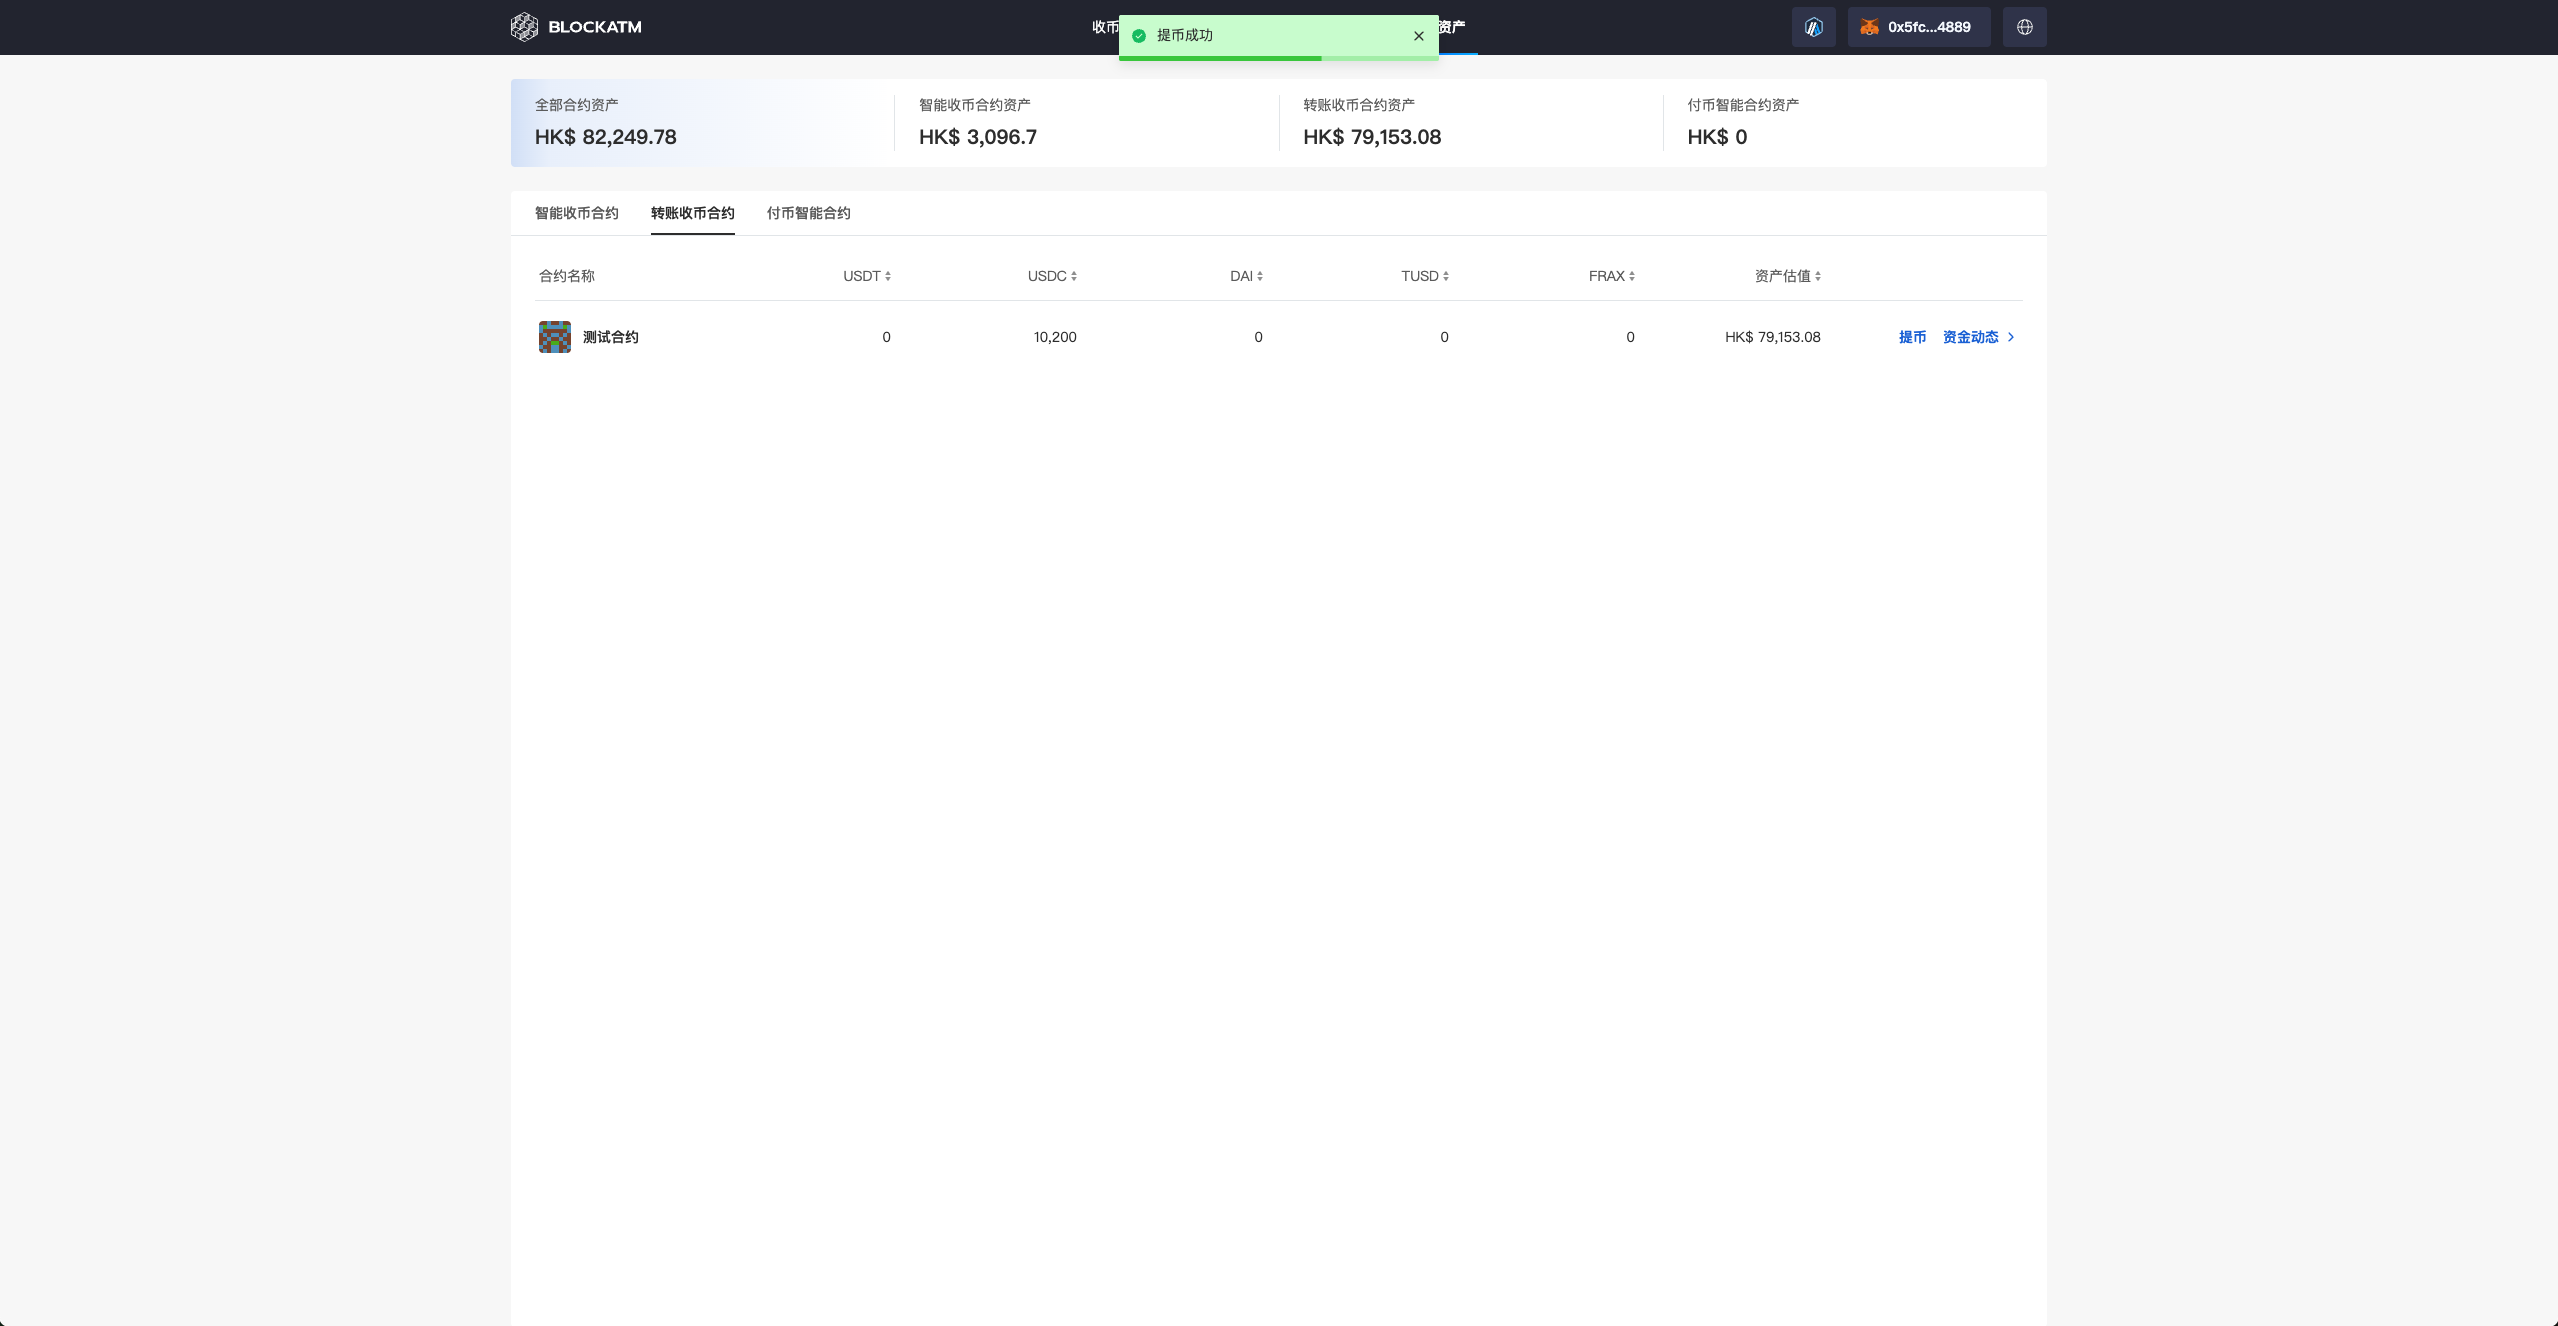 BLOCKATM
收币
提币成功
资产
0x5fc...4889
全部合约资产
HK$ 82,249.78
智能收币合约资产
HK$ 3,096.7
转账收币合约资产
HK$ 79,153.08
付币智能合约资产
HK$ 0
智能收币合约 转账收币合约 付币智能合约
合约名称 USDT USDC DAI TUSD FRAX 资产估值
测试合约 0 10,200 0 0 0 HK$ 79,153.08 提币 资金动态